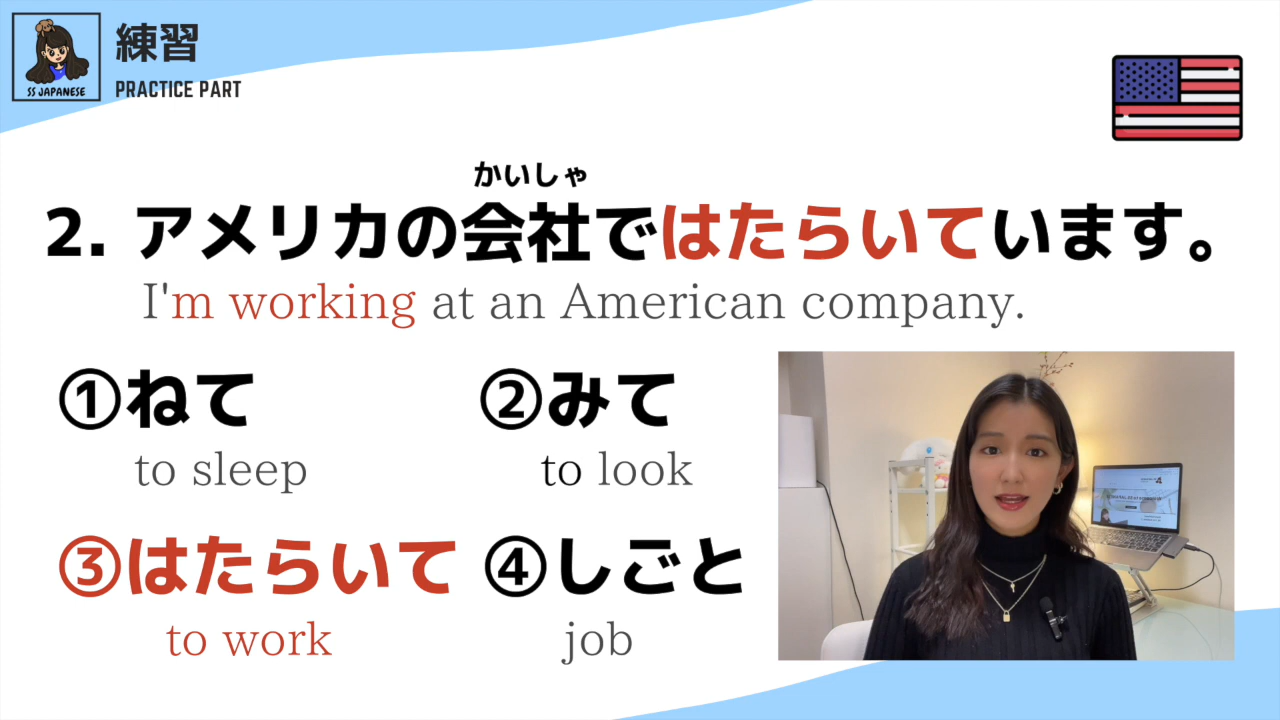 練習
PRACTICE PART
SS JAPANESE
かいしゃ
2. アメリカの会社ではたらいています。
I'm working at an American company.
①ねて ②みて
to sleep to look
③はたらいて ④しごと
to work job